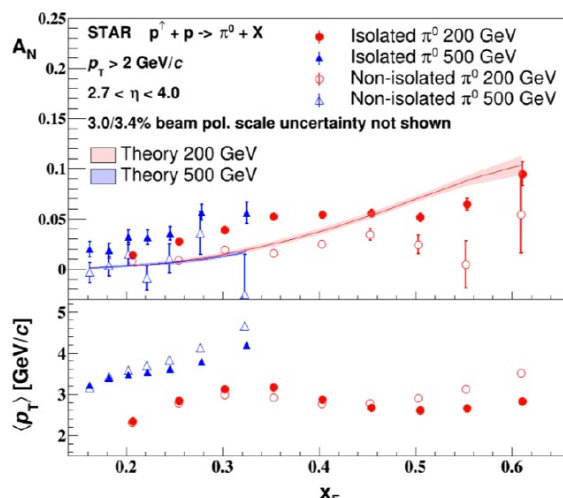 A_N
STAR p↑ + p -> π⁰ + X
p_T > 2 GeV/c
2.7 < η < 4.0
3.0/3.4% beam pol. scale uncertainty not shown
Isolated π⁰ 200 GeV
Isolated π⁰ 500 GeV
Non-isolated π⁰ 200 GeV
Non-isolated π⁰ 500 GeV
Theory 200 GeV
Theory 500 GeV
0.2
0.15
0.1
0.05
0
⟨p_T⟩ [GeV/c]
5
4
3
2
0.2 0.3 0.4 0.5 0.6
x_F